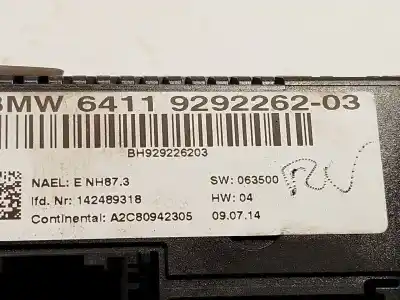 BMW 6411 9292262-03
BH929226203
NAEL: E NH87.3 SW: 063500
lfd. Nr: 142489318 HW: 04
Continental: A2C80942305 09.07.14